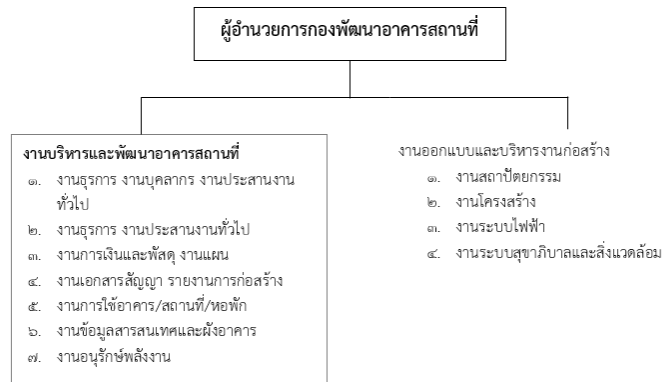 ผู้อำนวยการกองพัฒนาอาคารสถานที่
งานบริหารและพัฒนาอาคารสถานที่
๑. งานธุรการ งานบุคลากร งานประสานงาน
ทั่วไป
๒. งานธุรการ งานประสานงานทั่วไป
๓. งานการเงินและพัสดุ งานแผน
๔. งานเอกสารสัญญา รายงานการก่อสร้าง
๕. งานการใช้อาคาร/สถานที่/หอพัก
๖. งานข้อมูลสารสนเทศและผังอาคาร
๗. งานอนุรักษ์พลังงาน
งานออกแบบและบริหารงานก่อสร้าง
๑. งานสถาปัตยกรรม
๒. งานโครงสร้าง
๓. งานระบบไฟฟ้า
๔. งานระบบสุขาภิบาลและสิ่งแวดล้อม